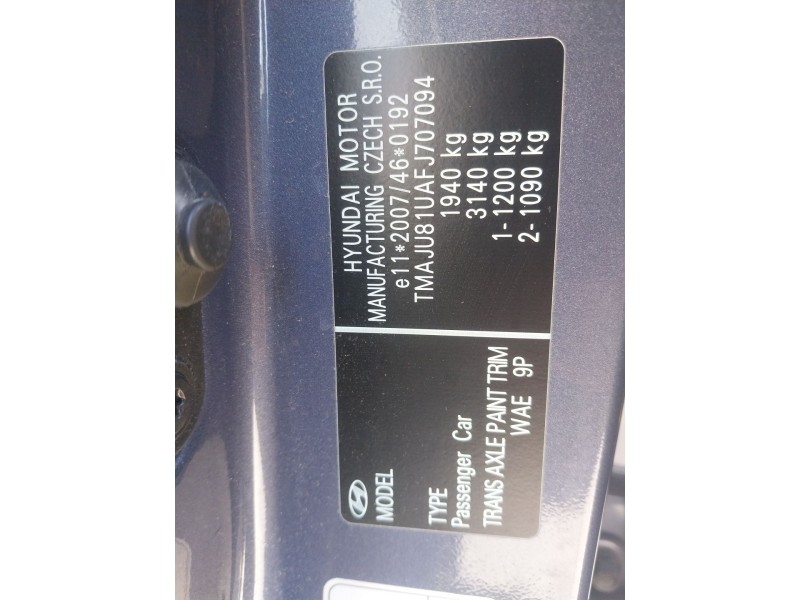 HYUNDAI MOTOR
MANUFACTURING CZECH S.R.O.
e11*2007/46*0192
TMAJU81UAFJ707094
1940 kg
3140 kg
1- 1200 kg
2- 1090 kg
MODEL
TYPE
Passenger Car
TRANS AXLE PAINT TRIM
WAE 9P